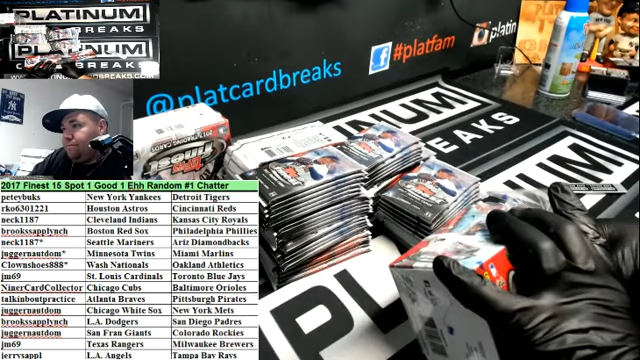 PLATINUM
BREAKS
PLATINUM
@platcardbreaks
#platfam
platin
PLATINUM
BREAKS
TRADING CARDS
Finest
PL
2017 Finest 15 Spot 1 Good 1 Ehh Random #1 Chatter
peteybuks New York Yankees Detroit Tigers
rko6301221 Houston Astros Cincinnati Reds
neck1187 Cleveland Indians Kansas City Royals
brookssapplynch Boston Red Sox Philadelphia Phillies
neck1187* Seattle Mariners Ariz Diamondbacks
juggernautdom* Minnesota Twins Miami Marlins
Clownshoes888* Wash Nationals Oakland Athletics
jm69 St. Louis Cardinals Toronto Blue Jays
NinerCardCollector Chicago Cubs Baltimore Orioles
talkinboutpractice Atlanta Braves Pittsburgh Pirates
juggernautdom Chicago White Sox New York Mets
brookssapplynch L.A. Dodgers San Diego Padres
juggernautdom San Fran Giants Colorado Rockies
jm69 Texas Rangers Milwaukee Brewers
jerrysappl L.A. Angels Tampa Bay Rays